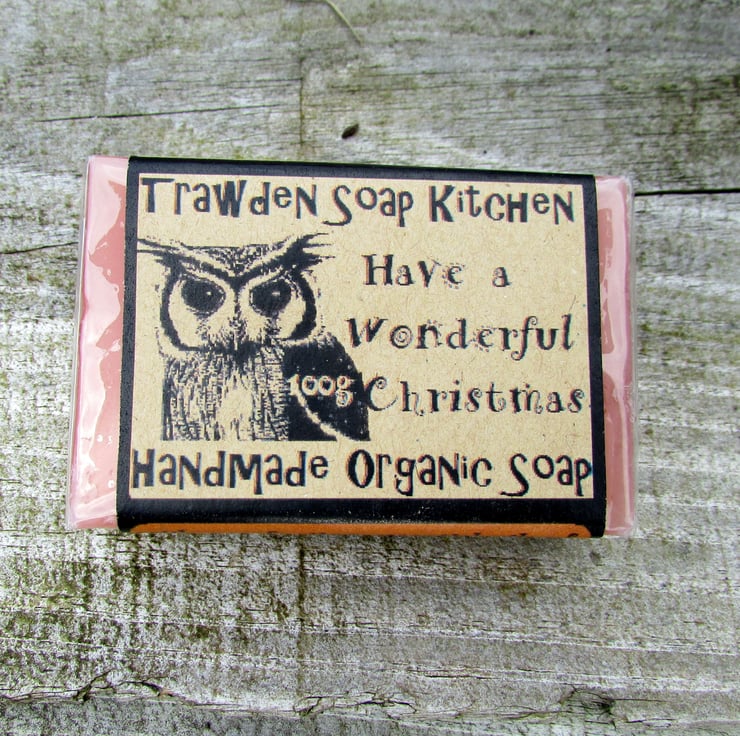 Trawden Soap Kitchen
Have a
Wonderful
100g Christmas
Handmade Organic Soap